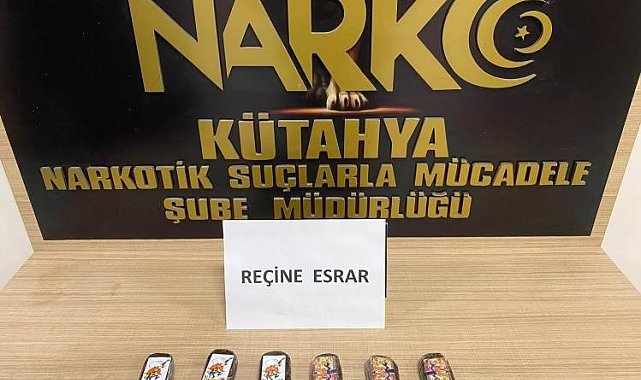 NARKO
KÜTAHYA
NARKOTİK SUÇLARLA MÜCADELE
ŞUBE MÜDÜRLÜĞÜ
REÇİNE ESRAR